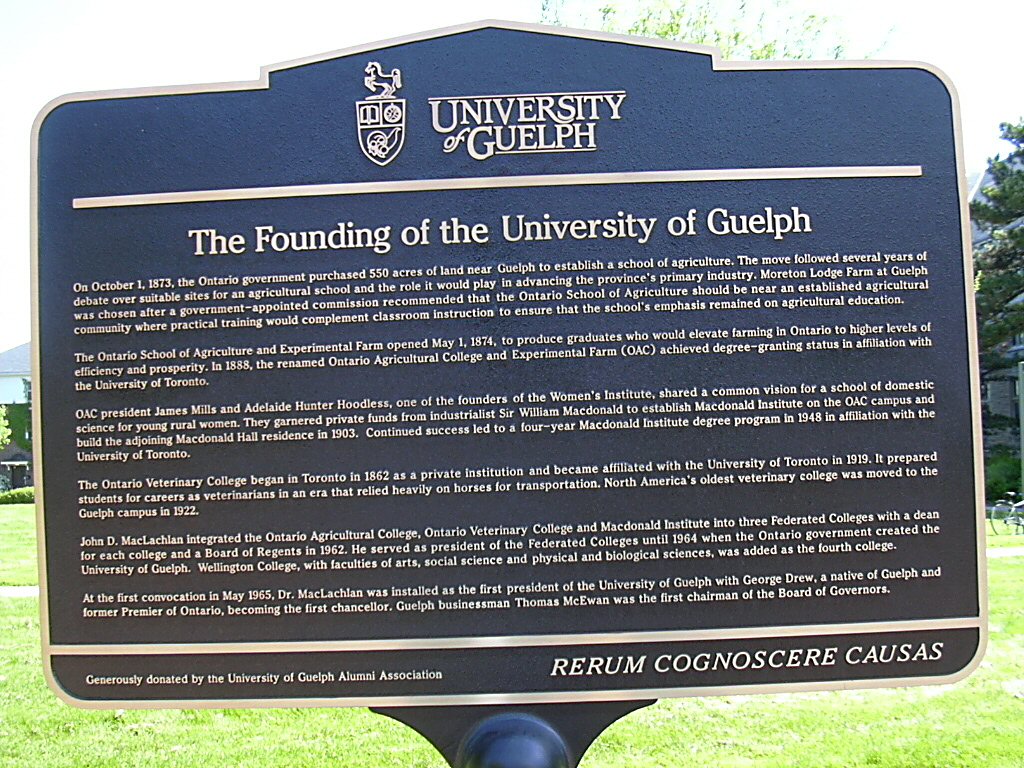 UNIVERSITY
of GUELPH
The Founding of the University of Guelph
On October 1, 1873, the Ontario government purchased 550 acres of land near Guelph to establish a school of agriculture. The move followed several years of
debate over suitable sites for an agricultural school and the role it would play in advancing the province's primary industry. Moreton Lodge Farm at Guelph
was chosen after a government-appointed commission recommended that the Ontario School of Agriculture should be near an established agricultural
community where practical training would complement classroom instruction to ensure that the school's emphasis remained on agricultural education.
The Ontario School of Agriculture and Experimental Farm opened May 1, 1874, to produce graduates who would elevate farming in Ontario to higher levels of
efficiency and prosperity. In 1888, the renamed Ontario Agricultural College and Experimental Farm (OAC) achieved degree-granting status in affiliation with
the University of Toronto.
OAC president James Mills and Adelaide Hunter Hoodless, one of the founders of the Women's Institute, shared a common vision for a school of domestic
science for young rural women. They garnered private funds from industrialist Sir William Macdonald to establish Macdonald Institute on the OAC campus and
build the adjoining Macdonald Hall residence in 1903. Continued success led to a four-year Macdonald Institute degree program in 1948 in affiliation with the
University of Toronto.
The Ontario Veterinary College began in Toronto in 1862 as a private institution and became affiliated with the University of Toronto in 1919. It prepared
students for careers as veterinarians in an era that relied heavily on horses for transportation. North America's oldest veterinary college was moved to the
Guelph campus in 1922.
John D. MacLachlan integrated the Ontario Agricultural College, Ontario Veterinary College and Macdonald Institute into three Federated Colleges with a dean
for each college and a Board of Regents in 1962. He served as president of the Federated Colleges until 1964 when the Ontario government created the
University of Guelph. Wellington College, with faculties of arts, social science and physical and biological sciences, was added as the fourth college.
At the first convocation in May 1965, Dr. MacLachlan was installed as the first president of the University of Guelph with George Drew, a native of Guelph and
former Premier of Ontario, becoming the first chancellor. Guelph businessman Thomas McEwan was the first chairman of the Board of Governors.
Generously donated by the University of Guelph Alumni Association
RERUM COGNOSCERE CAUSAS